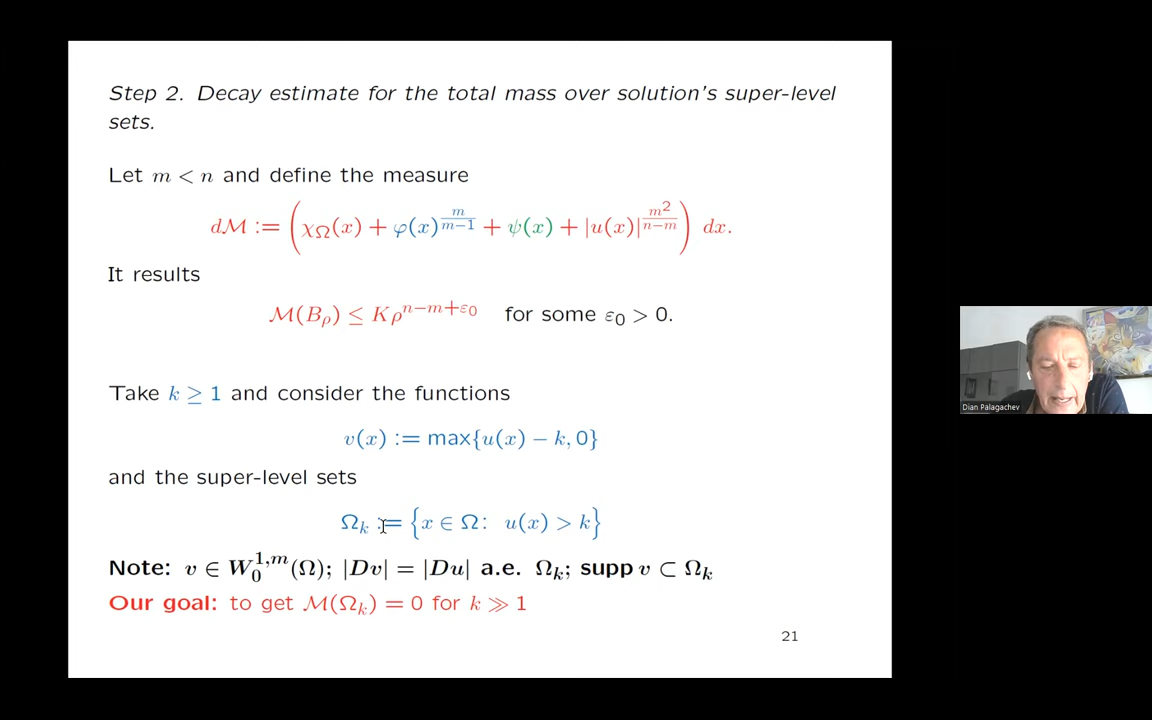 Step 2. Decay estimate for the total mass over solution's super-level
sets.
Let m < n and define the measure
dℳ := (χ_Ω(x) + φ(x)^{m/(m−1)} + ψ(x) + |u(x)|^{m²/(n−m)}) dx.
It results
ℳ(B_ρ) ≤ Kρ^{n−m+ε₀} for some ε₀ > 0.
Take k ≥ 1 and consider the functions
v(x) := max{u(x) − k, 0}
and the super-level sets
Ω_k := {x ∈ Ω: u(x) > k}
Note: v ∈ W_0^{1,m}(Ω); |Dv| = |Du| a.e. Ω_k; supp v ⊂ Ω_k
Our goal: to get ℳ(Ω_k) = 0 for k ≫ 1
21
Dian Palagachev